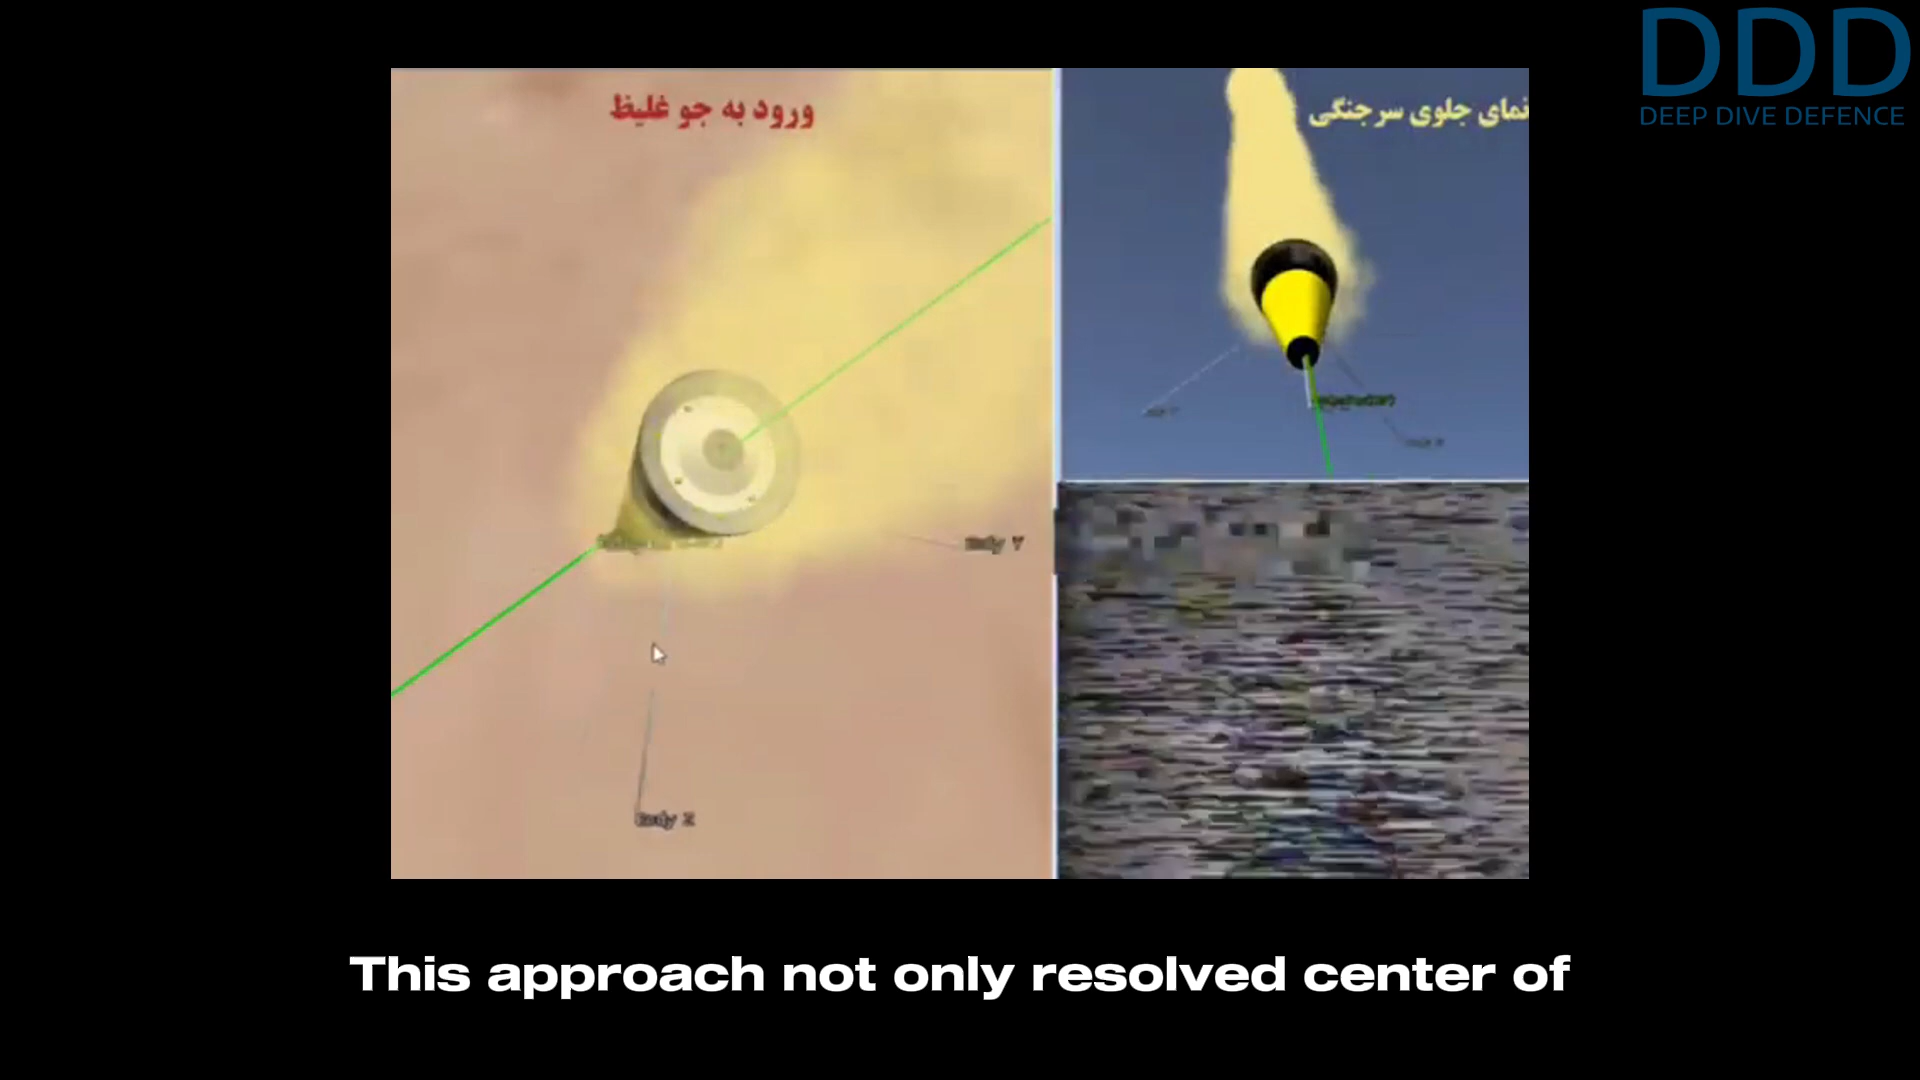 DDD
DEEP DIVE DEFENCE
ورود به جو غلیظ
نمای جلوی سرجنگی
Body Y
Body Z
This approach not only resolved center of